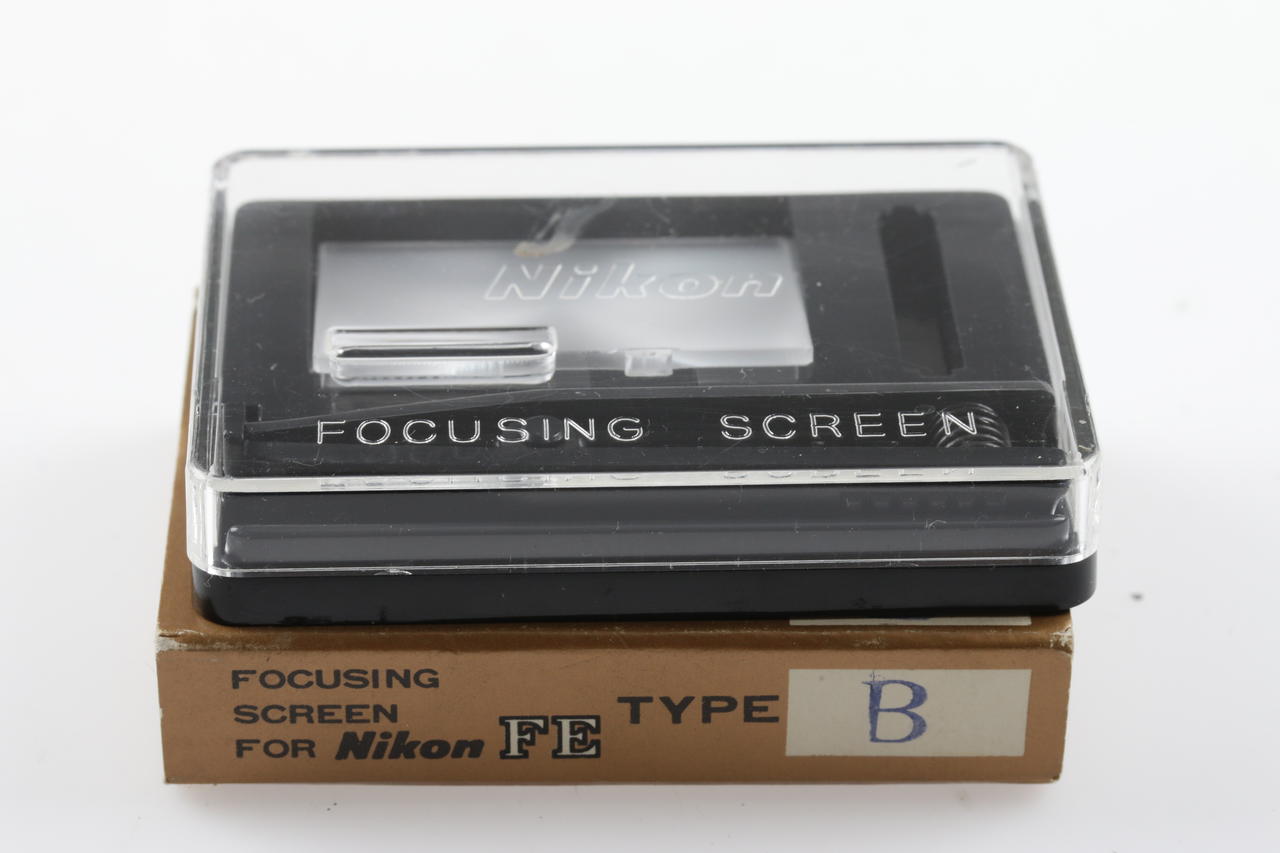 Nikon
FOCUSING SCREEN
FOCUSING
SCREEN
FOR Nikon FE TYPE B